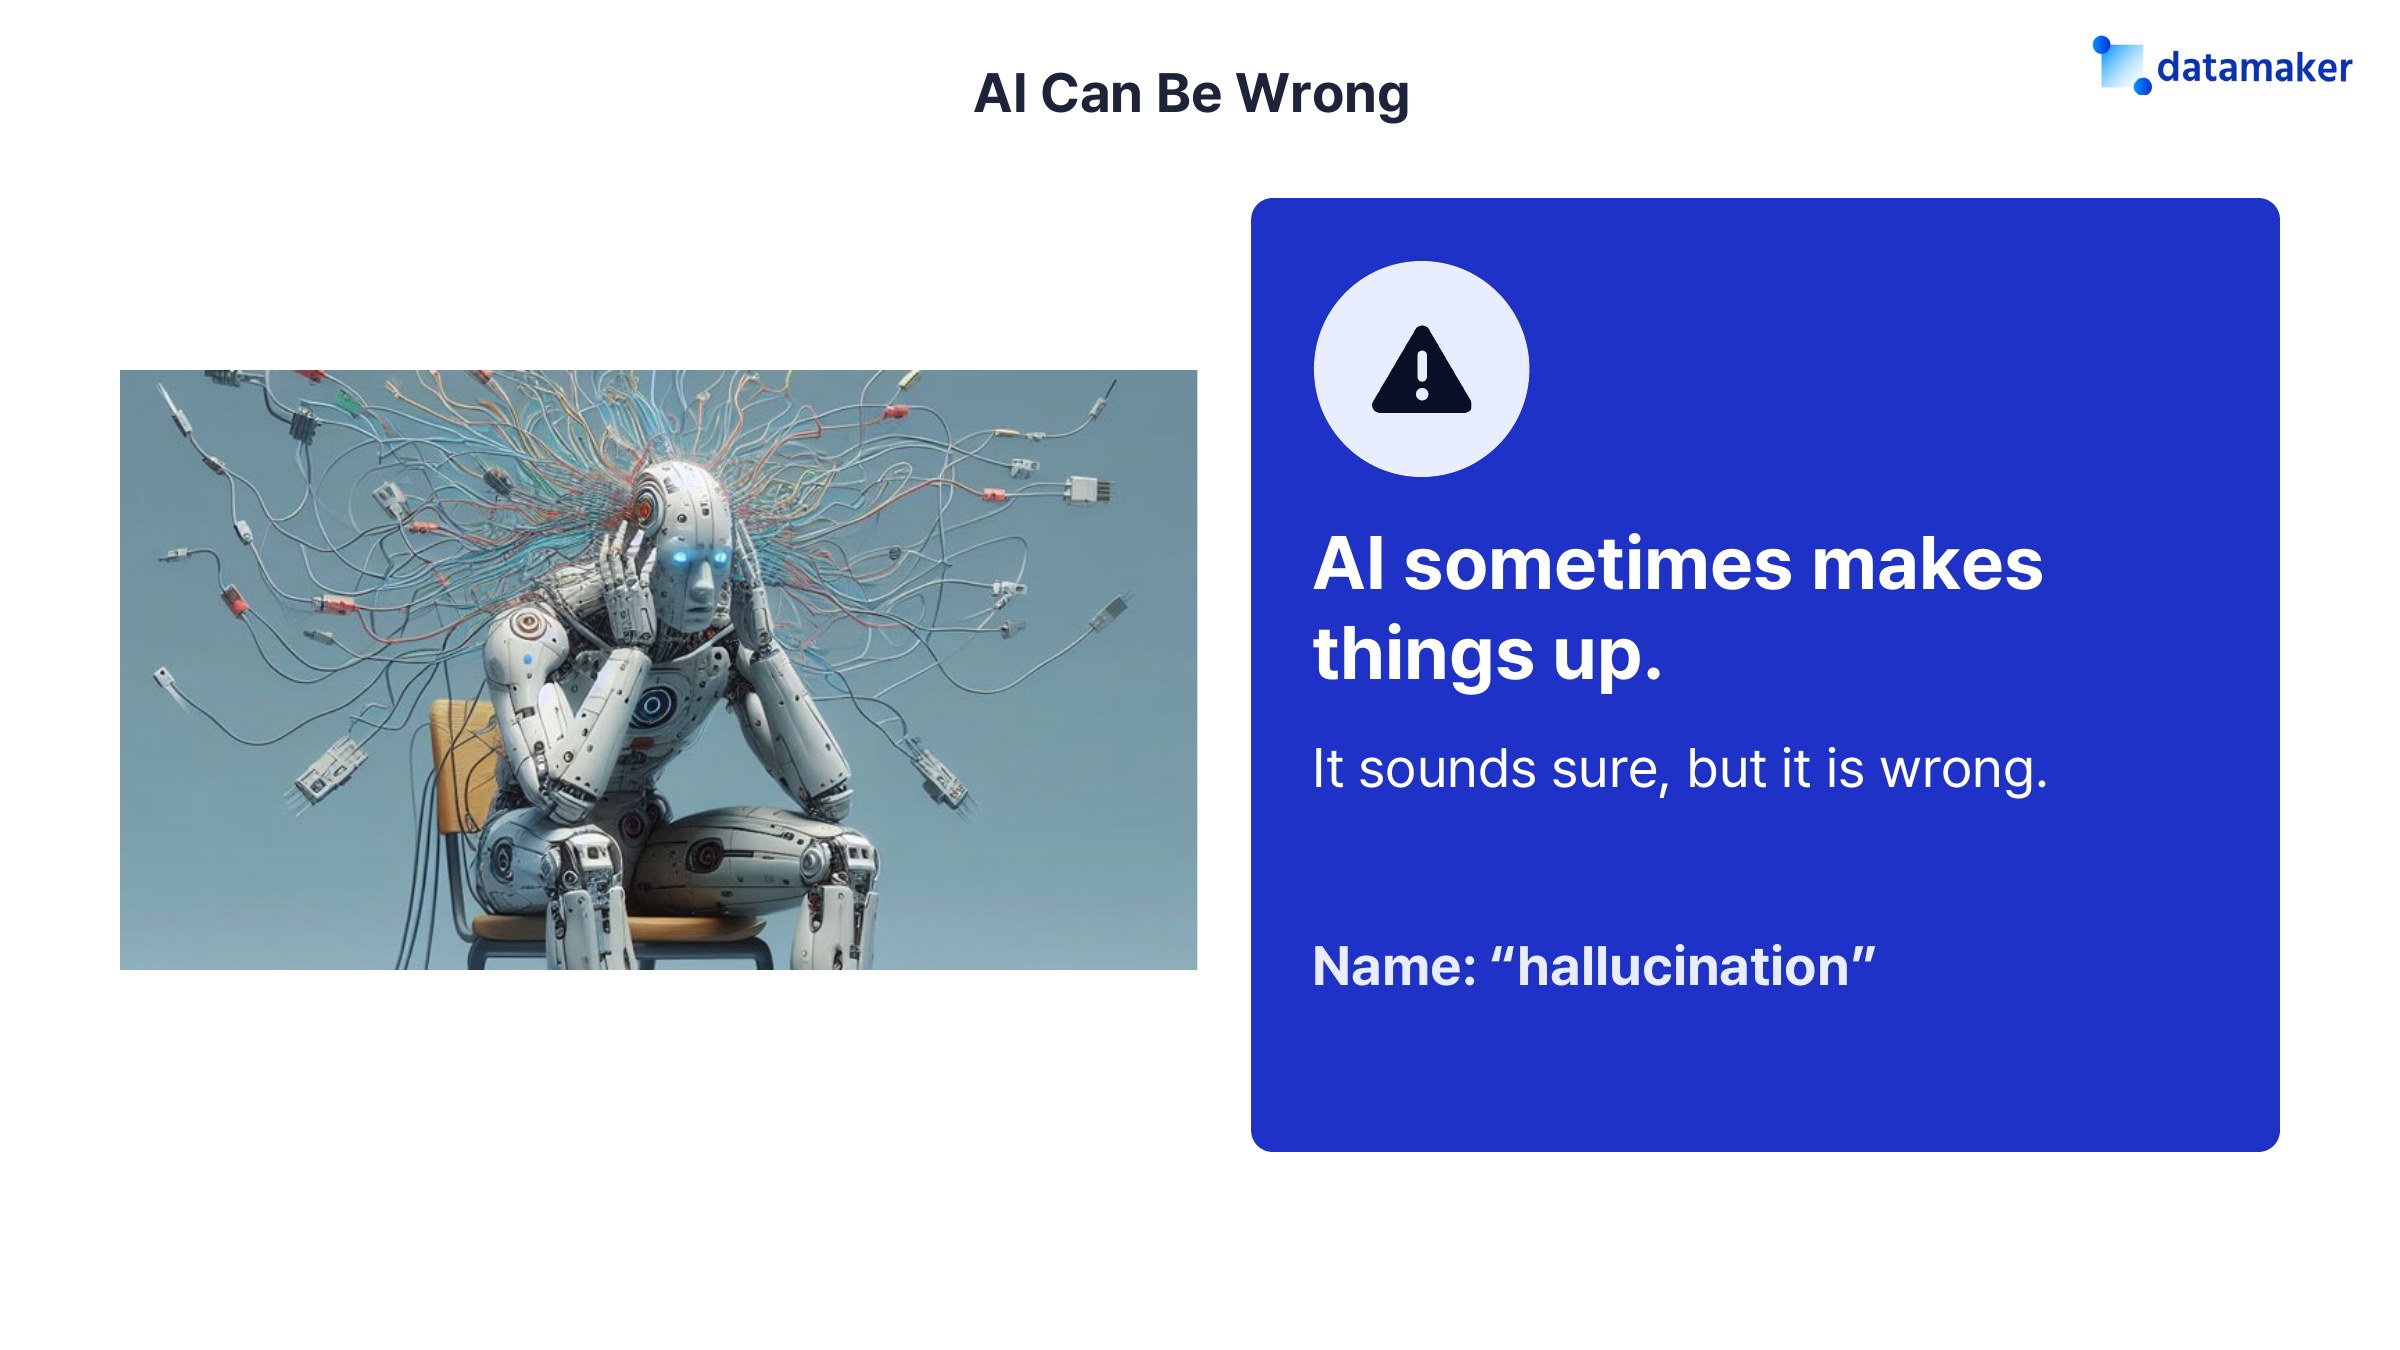 AI Can Be Wrong
datamaker
AI sometimes makes
things up.
It sounds sure, but it is wrong.
Name: “hallucination”